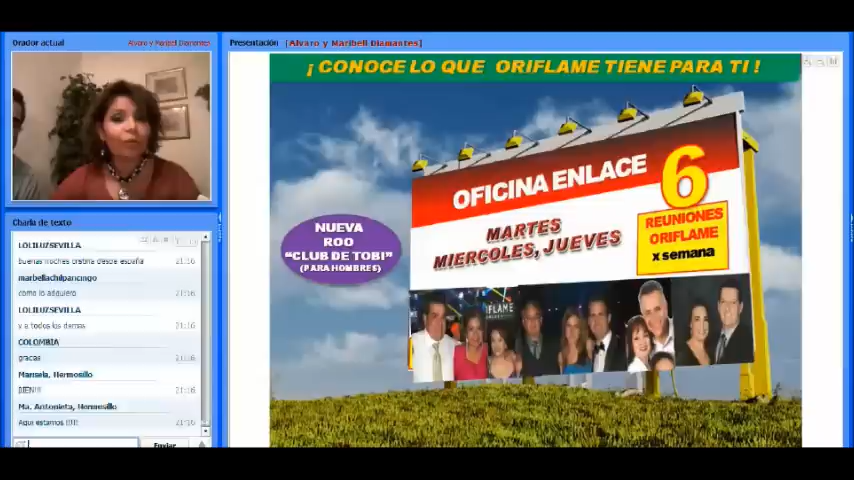 Orador actual
Alvaro y Maribell Diamantes
Presentación [Alvaro y Maribell Diamantes]
Charla de texto
LOLILUZSEVILLA
buenas noches cristina desde españa 21:16
marbellachilpancingo
como lo adquiero 21:16
LOLILUZSEVILLA
y a todos los demas 21:16
COLOMBIA
gracias 21:16
Marisela, Hermosillo
BIEN!!! 21:16
Ma. Antonieta, Hermosillo
Aqui estamos !!!!! 21:16
Enviar
¡ CONOCE LO QUE ORIFLAME TIENE PARA TI !
OFICINA ENLACE
MARTES
MIERCOLES, JUEVES
6
REUNIONES
ORIFLAME
x semana
NUEVA
ROO
“CLUB DE TOBI”
(PARA HOMBRES)
FLAME